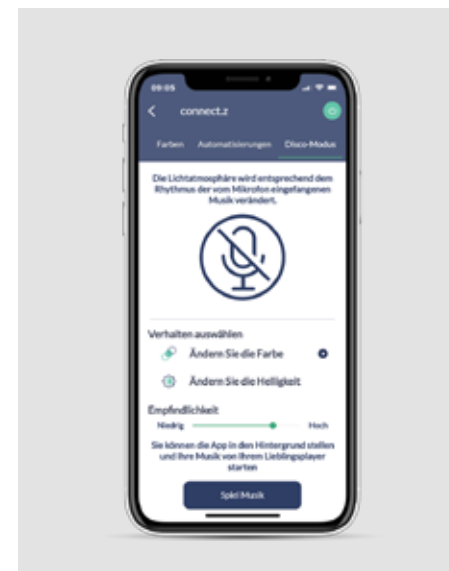 09:05
connect.z
Farben Automatisierungen Disco-Modus
Die Lichtatmosphäre wird entsprechend dem
Rhythmus der vom Mikrofon eingefangenen
Musik verändert.
Verhalten auswählen
Ändern Sie die Farbe
Ändern Sie die Helligkeit
Empfindlichkeit
Niedrig Hoch
Sie können die App in den Hintergrund stellen
und Ihre Musik von Ihrem Lieblingsplayer
starten
Spiel Musik